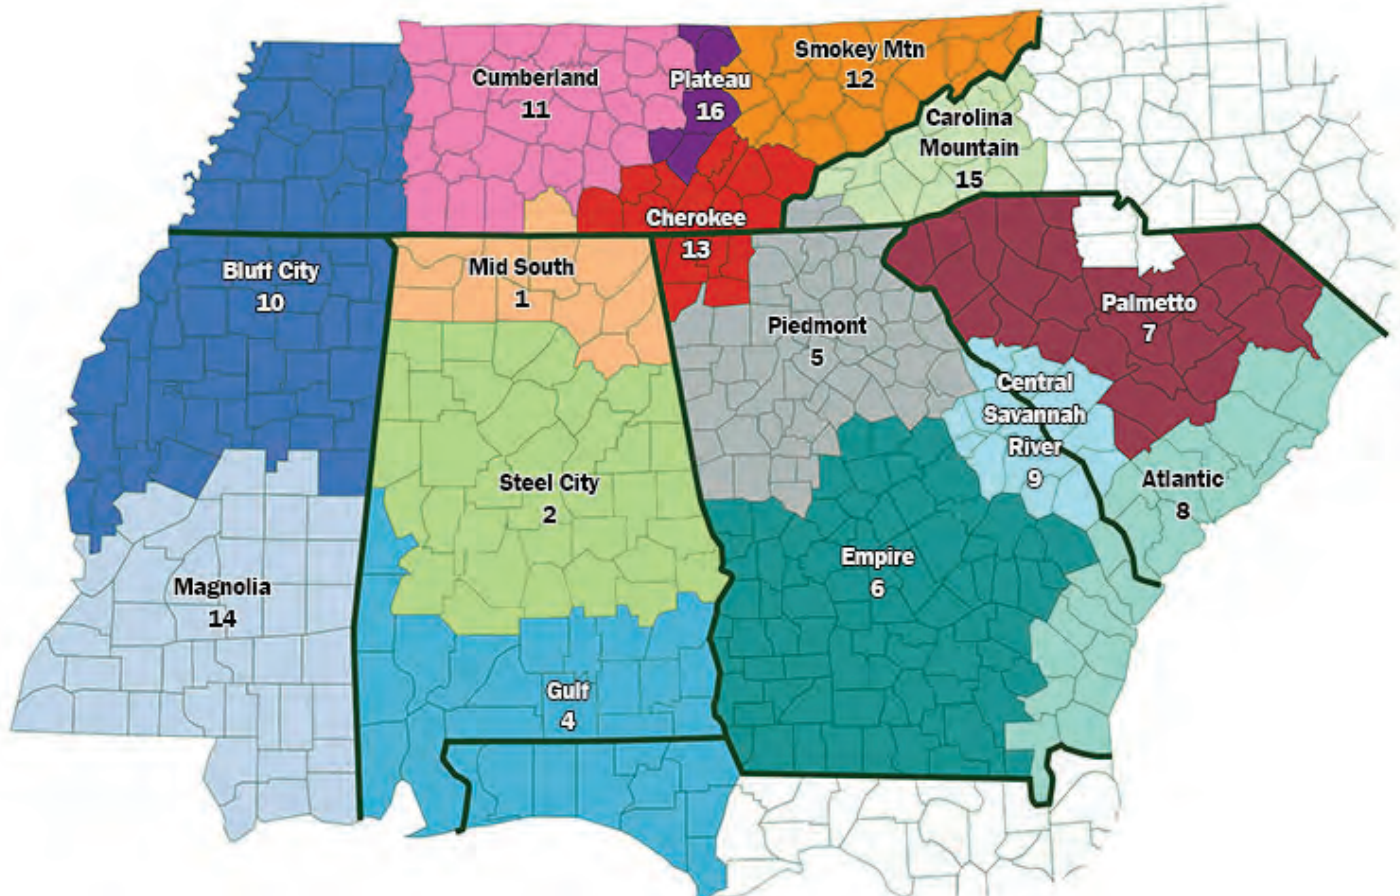 Cumberland
11
Plateau
16
Smokey Mtn
12
Carolina
Mountain
15
Cherokee
13
Bluff City
10
Mid South
1
Piedmont
5
Palmetto
7
Central
Savannah
River
9
Atlantic
8
Steel City
2
Empire
6
Magnolia
14
Gulf
4